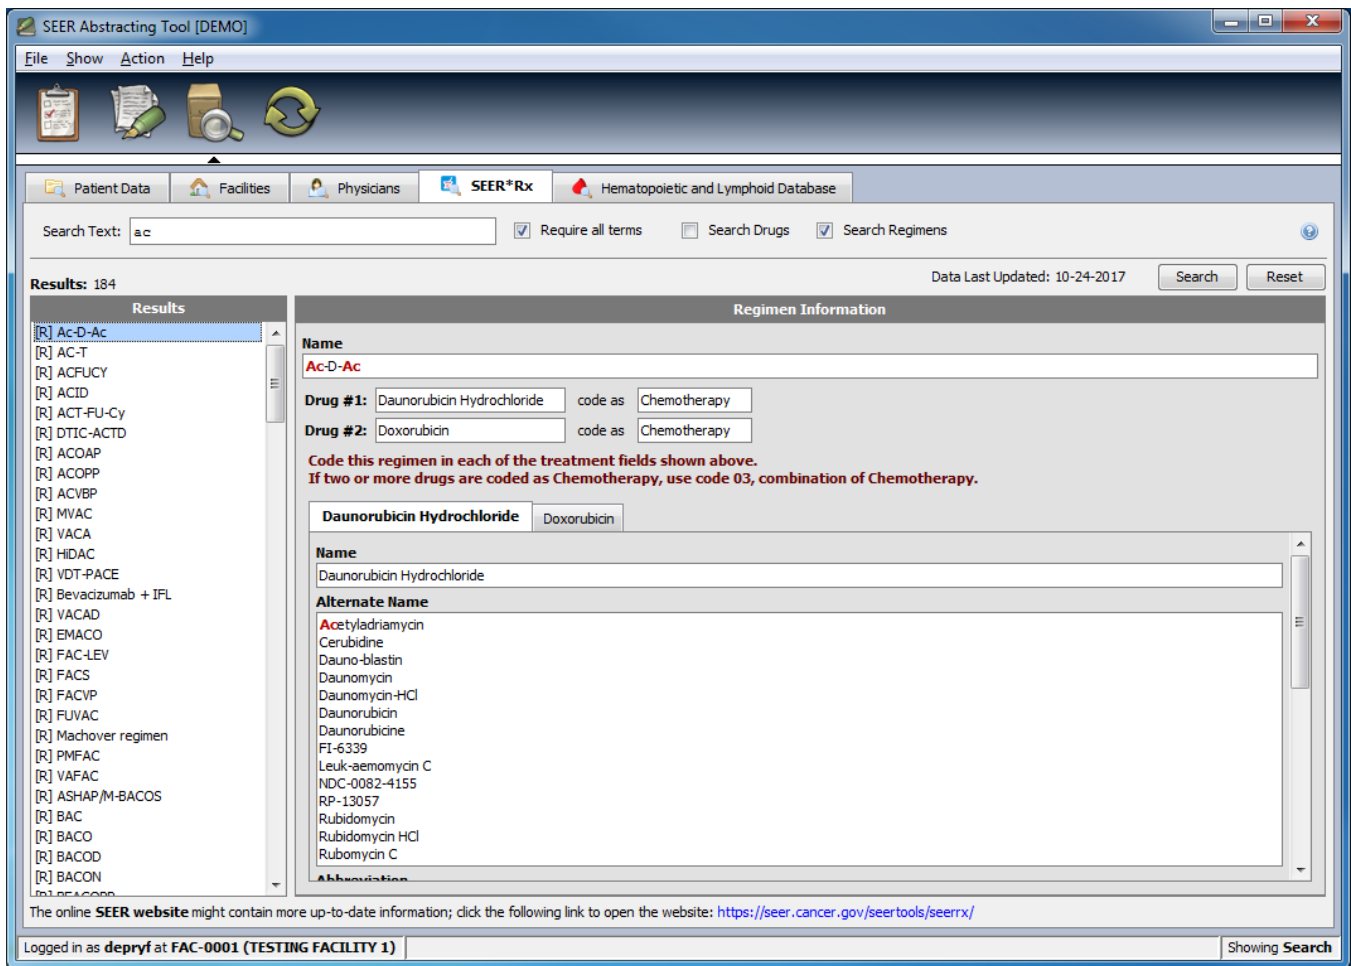 SEER Abstracting Tool [DEMO]
File Show Action Help
Patient Data Facilities Physicians SEER*Rx Hematopoietic and Lymphoid Database
Search Text: ac Require all terms Search Drugs Search Regimens
Results: 184 Data Last Updated: 10-24-2017 Search Reset
Results
[R] Ac-D-Ac
[R] AC-T
[R] ACFUCY
[R] ACID
[R] ACT-FU-Cy
[R] DTIC-ACTD
[R] ACOAP
[R] ACOPP
[R] ACVBP
[R] MVAC
[R] VACA
[R] HiDAC
[R] VDT-PACE
[R] Bevacizumab + IFL
[R] VACAD
[R] EMACO
[R] FAC-LEV
[R] FACS
[R] FACVP
[R] FUVAC
[R] Machover regimen
[R] PMFAC
[R] VAFAC
[R] ASHAP/M-BACOS
[R] BAC
[R] BACO
[R] BACOD
[R] BACON
[R] BEACOPP
Regimen Information
Name
Ac-D-Ac
Drug #1: Daunorubicin Hydrochloride code as Chemotherapy
Drug #2: Doxorubicin code as Chemotherapy
Code this regimen in each of the treatment fields shown above.
If two or more drugs are coded as Chemotherapy, use code 03, combination of Chemotherapy.
Daunorubicin Hydrochloride Doxorubicin
Name
Daunorubicin Hydrochloride
Alternate Name
Acetyladriamycin
Cerubidine
Dauno-blastin
Daunomycin
Daunomycin-HCl
Daunorubicin
Daunorubicine
FI-6339
Leuk-aemomycin C
NDC-0082-4155
RP-13057
Rubidomycin
Rubidomycin HCl
Rubomycin C
Abbreviation
The online SEER website might contain more up-to-date information; click the following link to open the website: https://seer.cancer.gov/seertools/seerrx/
Logged in as depryf at FAC-0001 (TESTING FACILITY 1) Showing Search